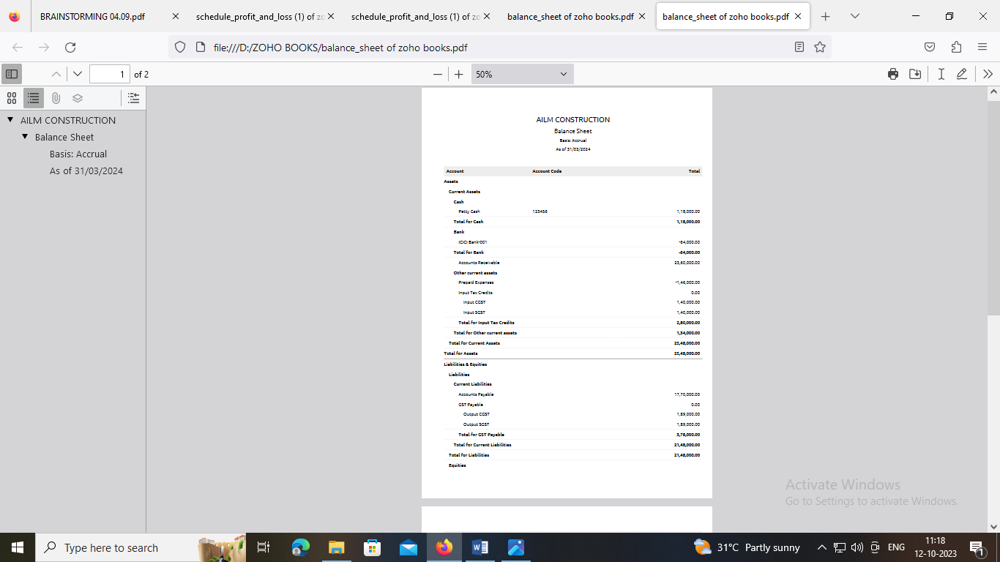 BRAINSTORMING 04.09.pdf
schedule_profit_and_loss (1) of zo
schedule_profit_and_loss (1) of zo
balance_sheet of zoho books.pdf
balance_sheet of zoho books.pdf
file:///D:/ZOHO BOOKS/balance_sheet of zoho books.pdf
1 of 2
50%
AILM CONSTRUCTION
Balance Sheet
Basis: Accrual
As of 31/03/2024
AILM CONSTRUCTION
Balance Sheet
Basis: Accrual
As of 31/03/2024
Account Account Code Total
Assets
Current Assets
Cash
Petty Cash 123456 1,18,000.00
Total for Cash 1,18,000.00
Bank
ICICI Bank-001 -64,000.00
Total for Bank -64,000.00
Accounts Receivable 23,60,000.00
Other current assets
Prepaid Expenses -1,46,000.00
Input Tax Credits 0.00
Input CGST 1,40,000.00
Input SGST 1,40,000.00
Total for Input Tax Credits 2,80,000.00
Total for Other current assets 1,34,000.00
Total for Current Assets 25,48,000.00
Total for Assets 25,48,000.00
Liabilities & Equities
Liabilities
Current Liabilities
Accounts Payable 17,70,000.00
GST Payable 0.00
Output CGST 1,89,000.00
Output SGST 1,89,000.00
Total for GST Payable 3,78,000.00
Total for Current Liabilities 21,48,000.00
Total for Liabilities 21,48,000.00
Equities
Activate Windows
Go to Settings to activate Windows.
Type here to search
31°C Partly sunny
ENG
11:18
12-10-2023
1